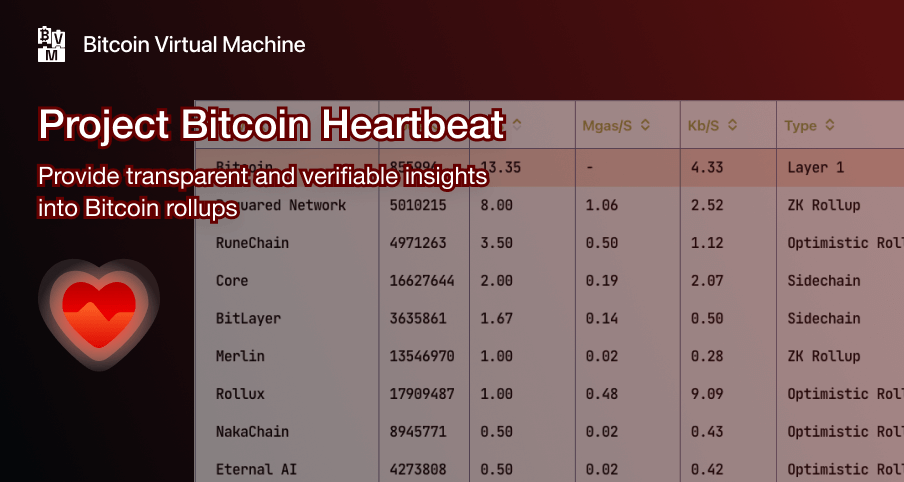 B V M
Bitcoin Virtual Machine
Project Bitcoin Heartbeat
Provide transparent and verifiable insights
into Bitcoin rollups
Mgas/S Kb/S Type
Bitcoin 855994 13.35 - 4.33 Layer 1
Bsquared Network 5010215 8.00 1.06 2.52 ZK Rollup
RuneChain 4971263 3.50 0.50 1.12 Optimistic Roll
Core 16627644 2.00 0.19 2.07 Sidechain
BitLayer 3635861 1.67 0.14 0.50 Sidechain
Merlin 13546970 1.00 0.02 0.28 ZK Rollup
Rollux 17909487 1.00 0.48 9.09 Optimistic Roll
NakaChain 8945771 0.50 0.02 0.43 Optimistic Roll
Eternal AI 4273808 0.50 0.02 0.42 Optimistic Roll